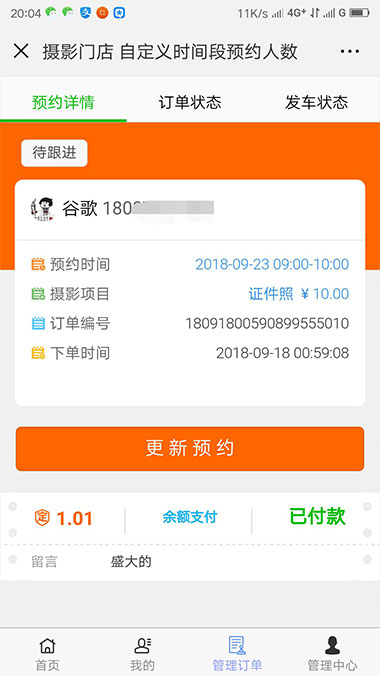 20:04 11K/s 4G+ G
摄影门店 自定义时间段预约人数
预约详情 订单状态 发车状态
待跟进
谷歌 180
预约时间 2018-09-23 09:00-10:00
摄影项目 证件照 ¥10.00
订单编号 18091800590899555010
下单时间 2018-09-18 00:59:08
更新预约
定 1.01 余额支付 已付款
留言 盛大的
首页 我的 管理订单 管理中心